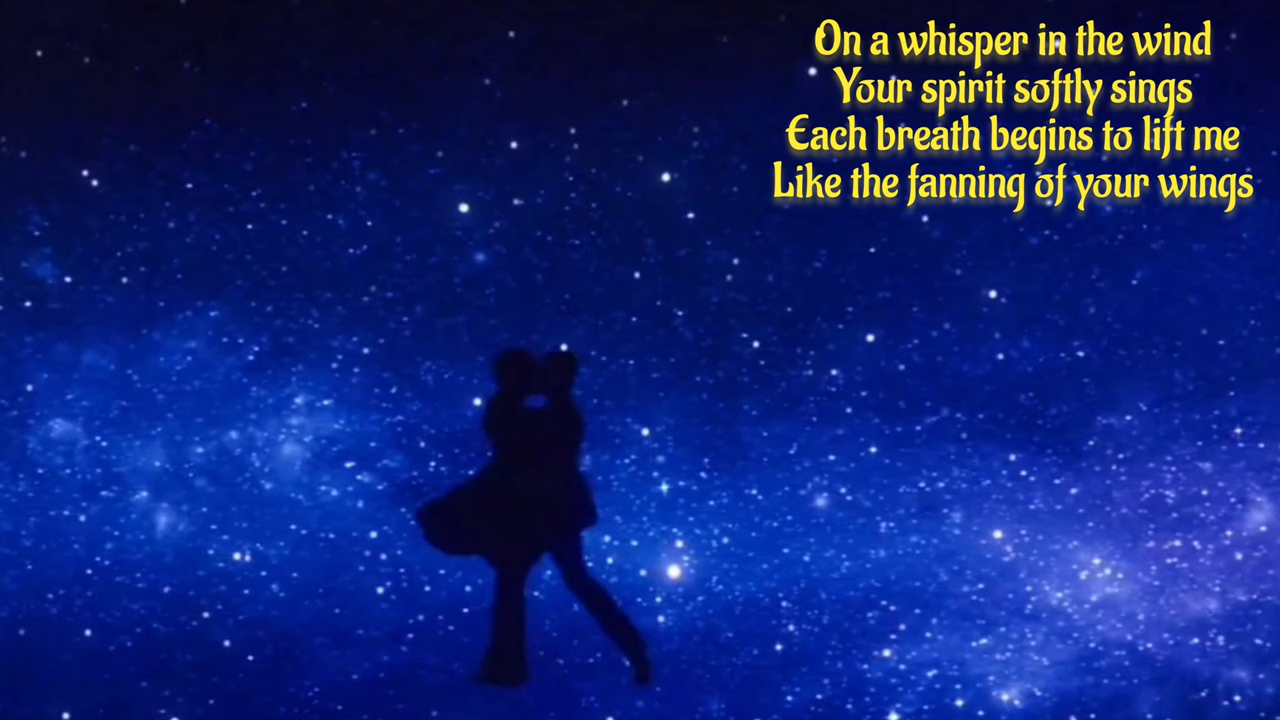 On a whisper in the wind
Your spirit softly sings
Each breath begins to lift me
Like the fanning of your wings